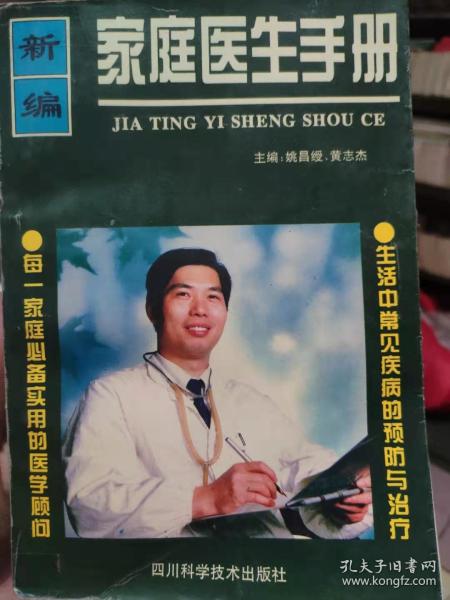 新编
家庭医生手册
JIA TING YI SHENG SHOU CE
主编:姚昌绶、黄志杰
●每一家庭必备实用的医学顾问
●生活中常见疾病的预防与治疗
四川科学技术出版社
孔夫子旧书网
www.kongfz.com